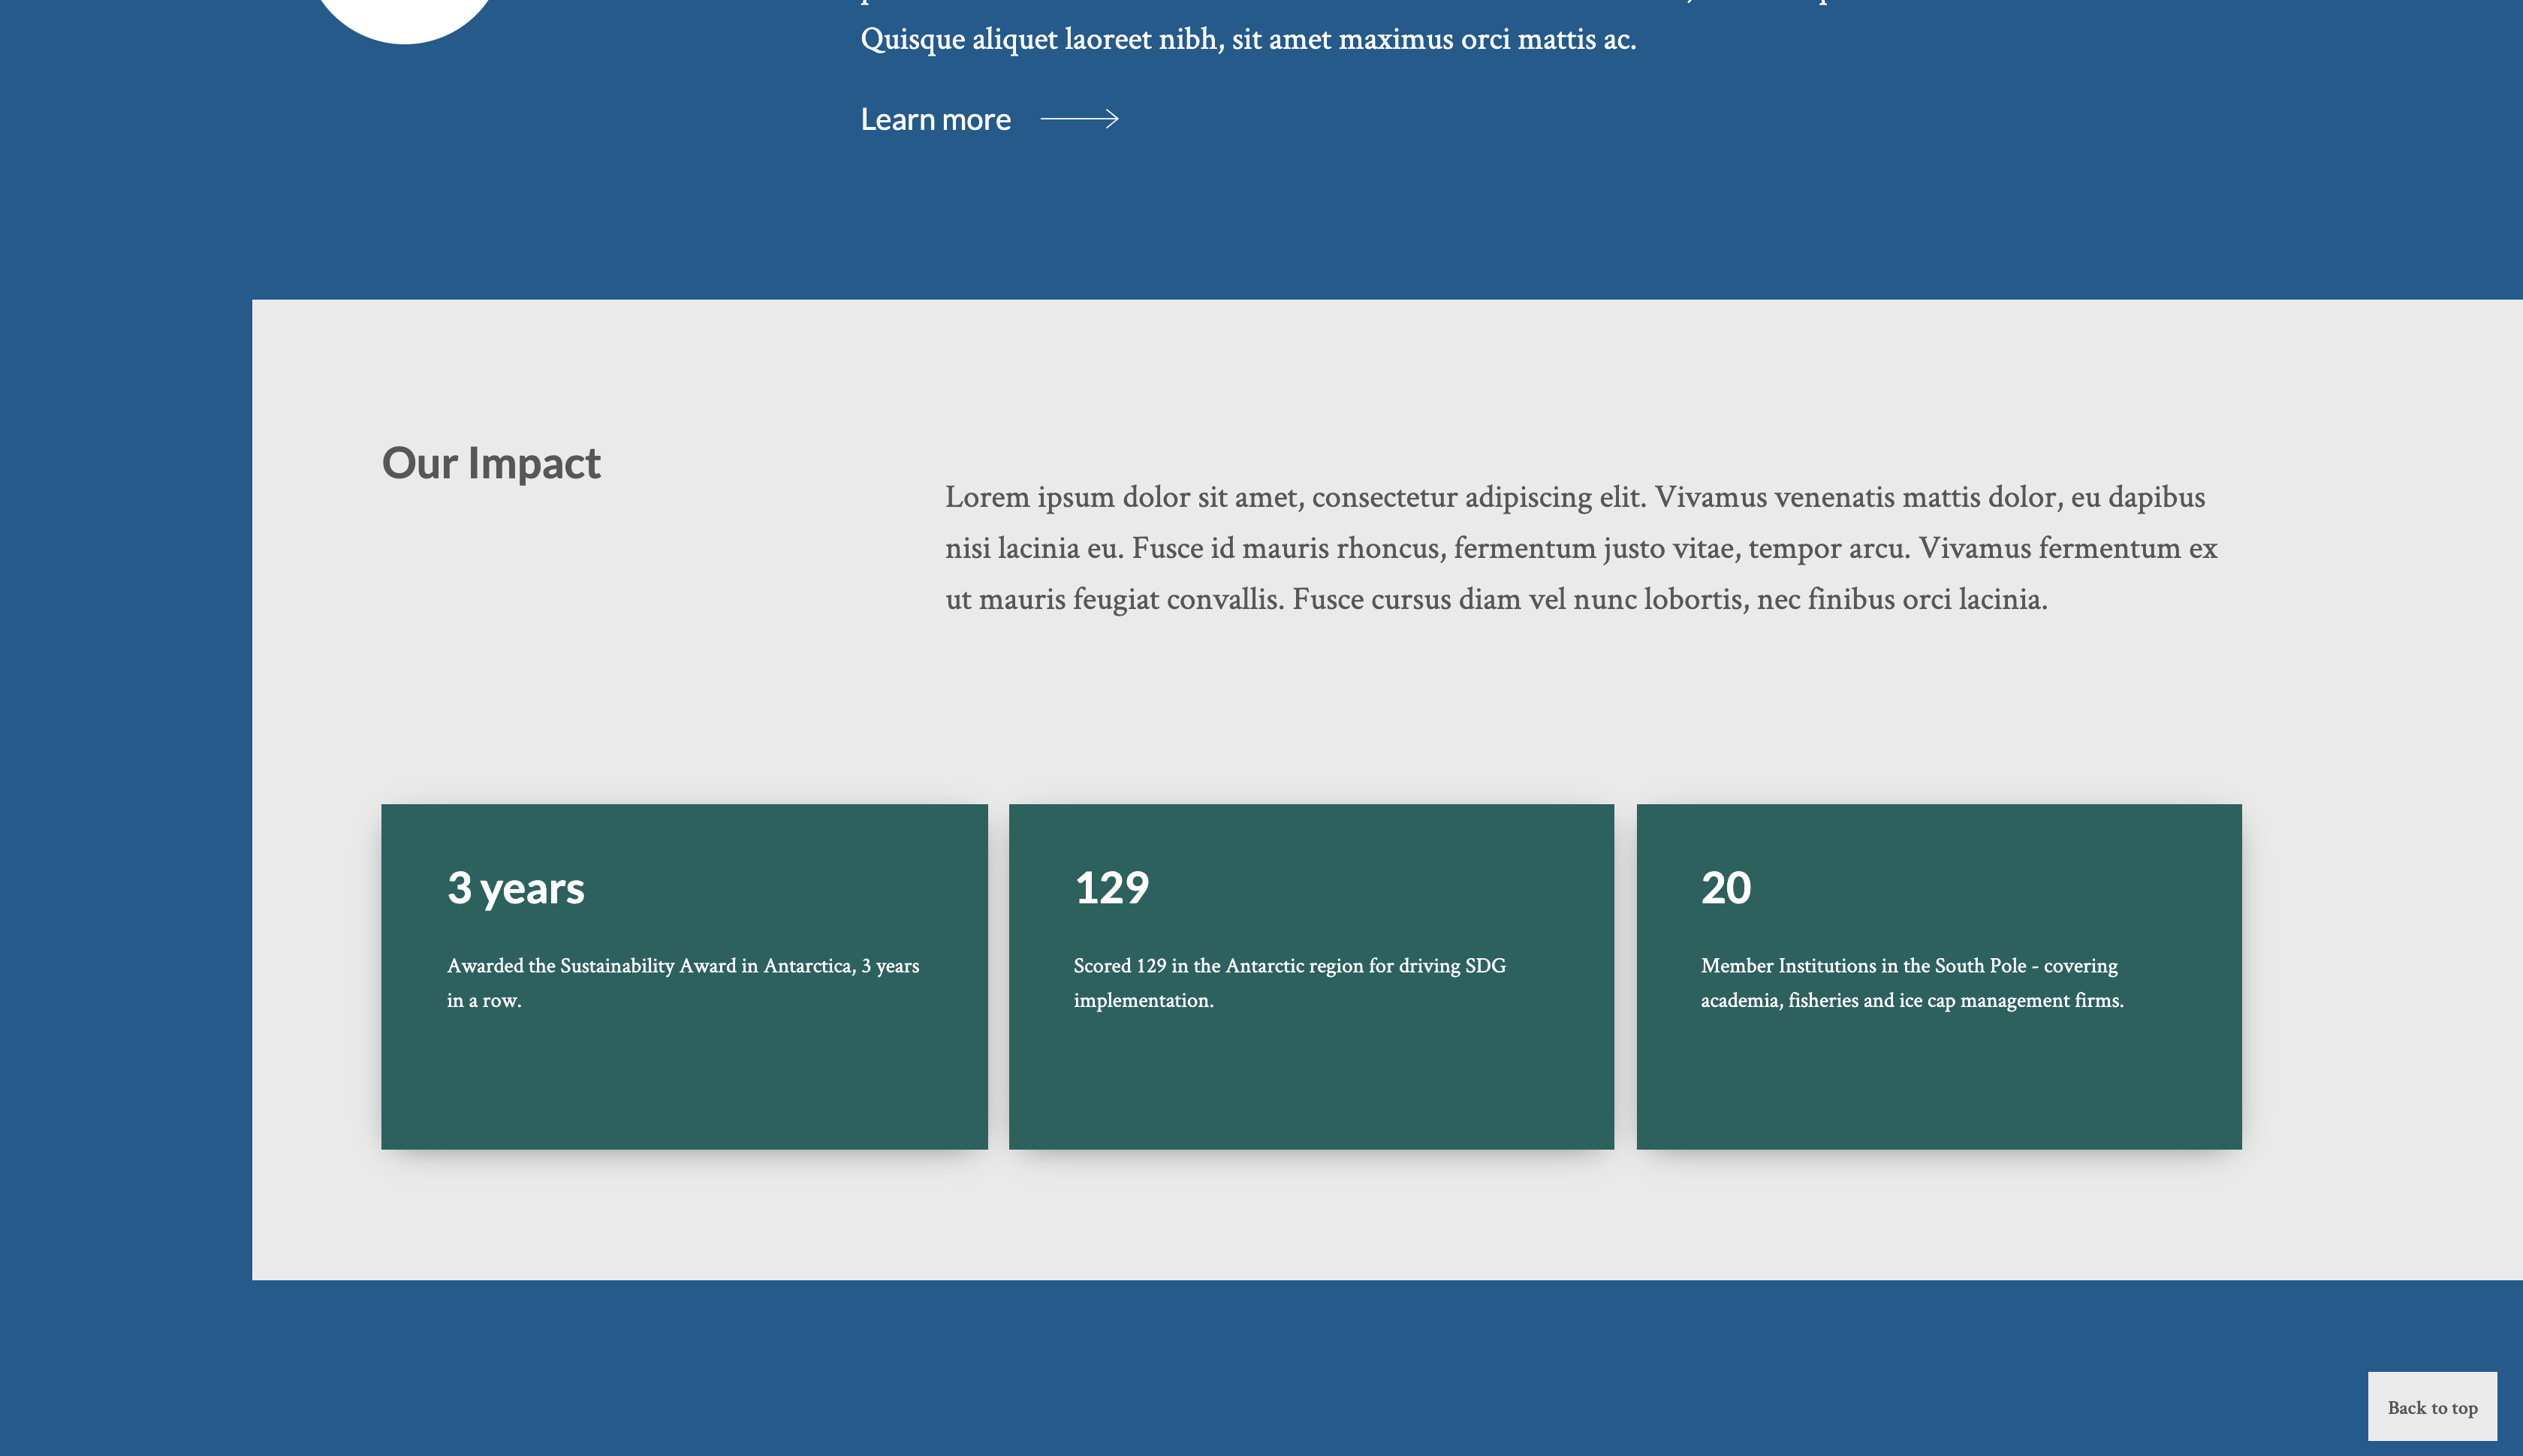 Quisque aliquet laoreet nibh, sit amet maximus orci mattis ac.
Learn more
Our Impact
Lorem ipsum dolor sit amet, consectetur adipiscing elit. Vivamus venenatis mattis dolor, eu dapibus
nisi lacinia eu. Fusce id mauris rhoncus, fermentum justo vitae, tempor arcu. Vivamus fermentum ex
ut mauris feugiat convallis. Fusce cursus diam vel nunc lobortis, nec finibus orci lacinia.
3 years
Awarded the Sustainability Award in Antarctica, 3 years
in a row.
129
Scored 129 in the Antarctic region for driving SDG
implementation.
20
Member Institutions in the South Pole - covering
academia, fisheries and ice cap management firms.
Back to top